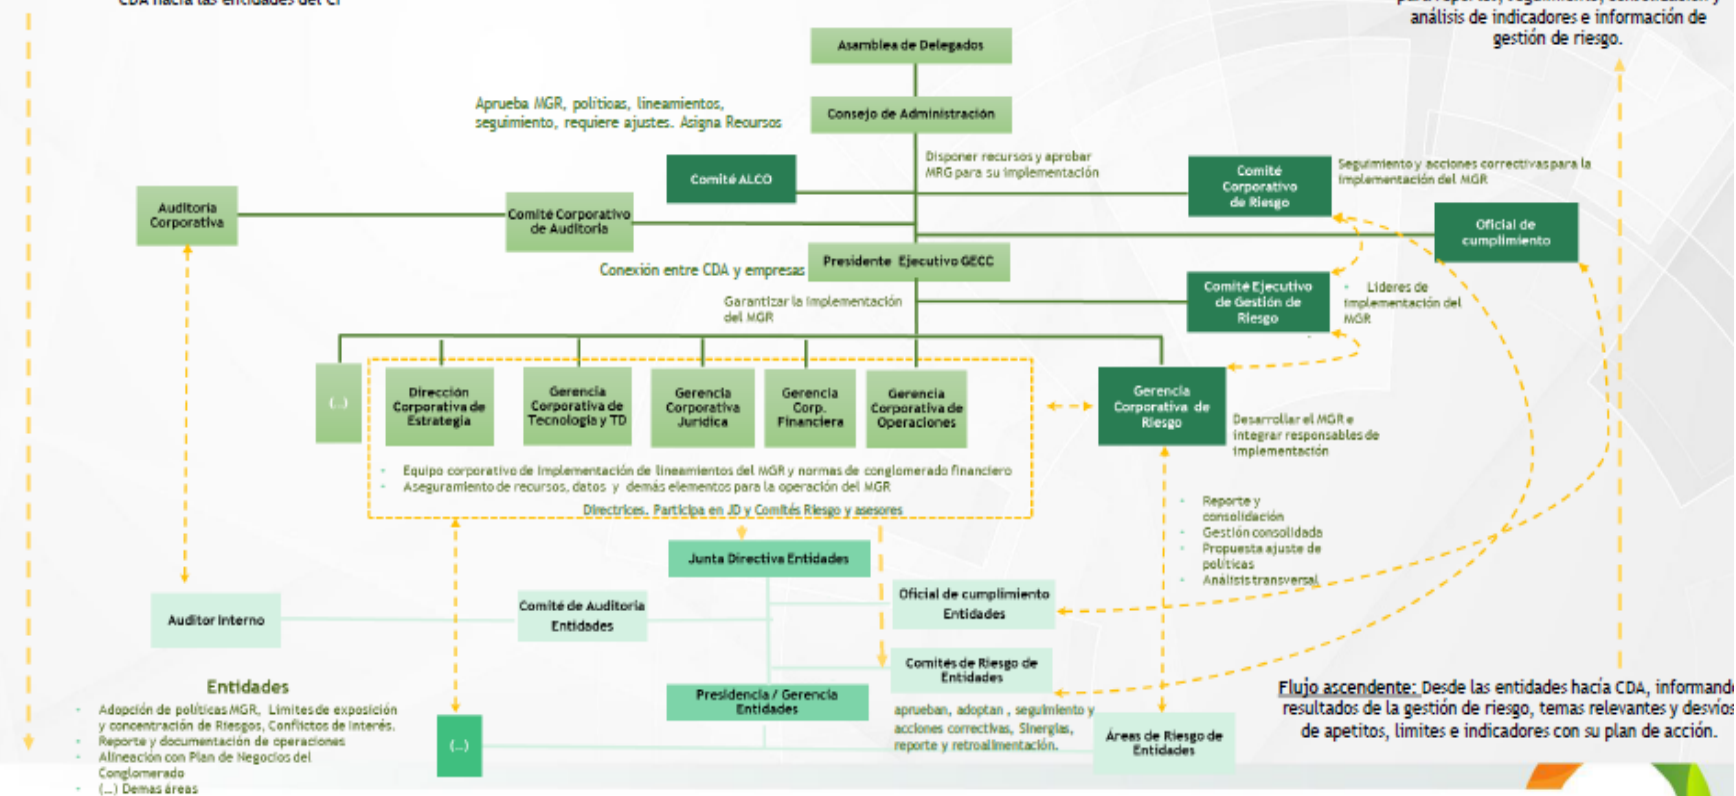 CDA hacia las entidades del CF
para reportes, seguimiento, consolidación y
análisis de indicadores e información de
gestión de riesgo.
Asamblea de Delegados
Consejo de Administración
Aprueba MGR, políticas, lineamientos,
seguimiento, requiere ajustes. Asigna Recursos
Disponer recursos y aprobar
MRG para su implementación
Comité ALCO
Comité
Corporativo
de Riesgo
Seguimiento y acciones correctivas para la
implementación del MGR
Auditoría
Corporativa
Comité Corporativo
de Auditoría
Oficial de
cumplimiento
Presidente Ejecutivo GECC
Conexión entre CDA y empresas
Garantizar la implementación
del MGR
Comité Ejecutivo
de Gestión de
Riesgo
• Líderes de
implementación del
MGR
(…)
Dirección
Corporativa de
Estrategia
Gerencia
Corporativa de
Tecnología y TD
Gerencia
Corporativa
Jurídica
Gerencia
Corp.
Financiera
Gerencia
Corporativa de
Operaciones
Gerencia
Corporativa de
Riesgo
Desarrollar el MGR e
integrar responsables de
implementación
• Equipo corporativo de implementación de lineamientos del MGR y normas de conglomerado financiero
• Aseguramiento de recursos, datos y demás elementos para la operación del MGR
Directrices. Participa en JD y Comités Riesgo y asesores
• Reporte y
consolidación
• Gestión consolidada
• Propuesta ajuste de
políticas
• Análisis transversal
Junta Directiva Entidades
Auditor Interno
Comité de Auditoría
Entidades
Oficial de cumplimiento
Entidades
Comités de Riesgo de
Entidades
Presidencia / Gerencia
Entidades
aprueban, adoptan , seguimiento y
acciones correctivas, Sinergias,
reporte y retroalimentación.
Áreas de Riesgo de
Entidades
(…)
Entidades
• Adopción de políticas MGR, Límites de exposición
y concentración de Riesgos, Conflictos de Interés.
• Reporte y documentación de operaciones
• Alineación con Plan de Negocios del
Conglomerado
• (…) Demas áreas
Flujo ascendente: Desde las entidades hacía CDA, informando
resultados de la gestión de riesgo, temas relevantes y desvíos
de apetitos, limites e indicadores con su plan de acción.